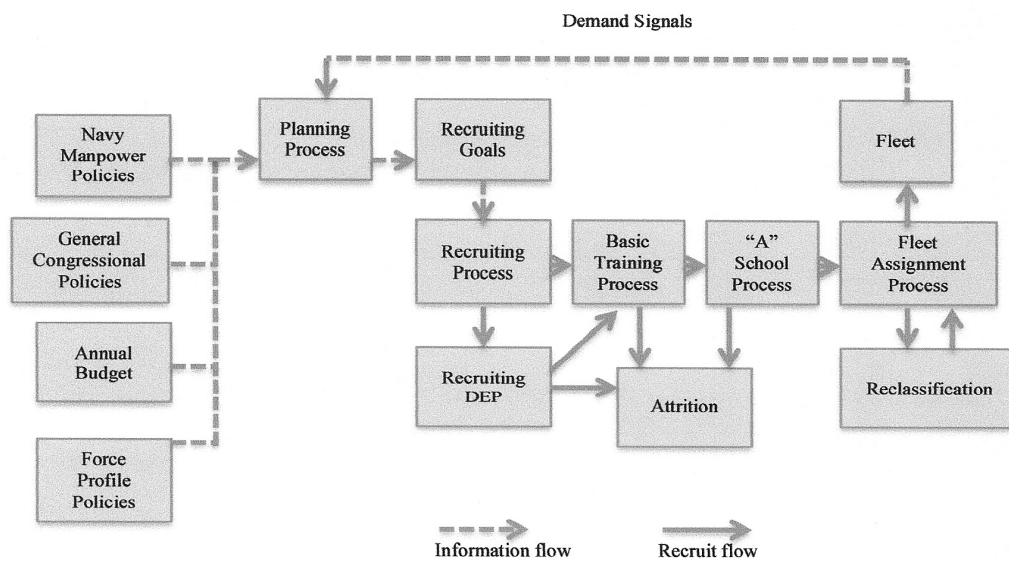 Demand Signals
Navy
Manpower
Policies
General
Congressional
Policies
Annual
Budget
Force
Profile
Policies
Planning
Process
Recruiting
Goals
Recruiting
Process
Recruiting
DEP
Basic
Training
Process
"A"
School
Process
Attrition
Fleet
Fleet
Assignment
Process
Reclassification
Information flow
Recruit flow